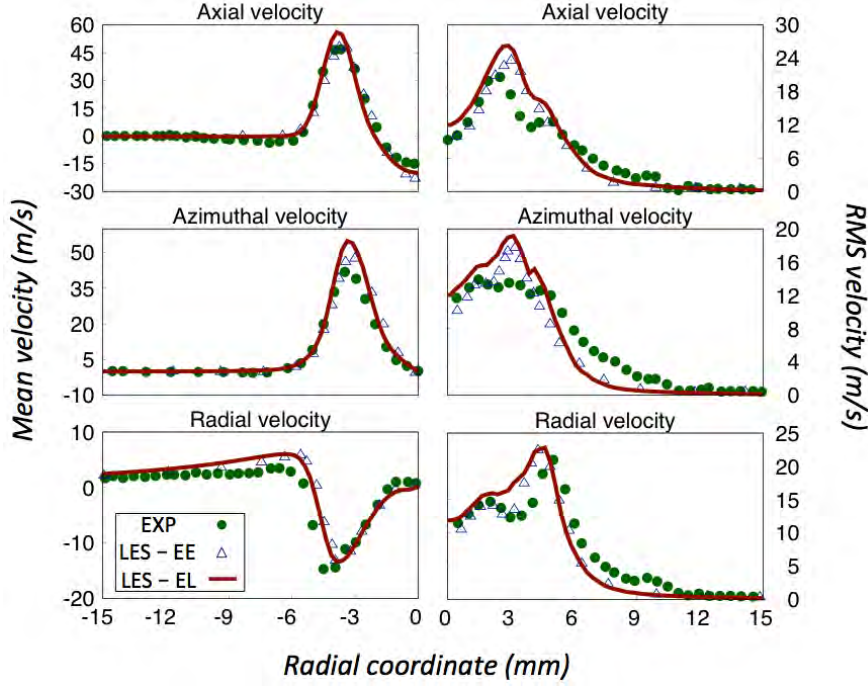 Axial velocity Axial velocity
60 45 30 15 0 -15 -30
30 24 18 12 6 0
Azimuthal velocity Azimuthal velocity
50 35 20 5 -10
20 16 12 8 4 0
Radial velocity Radial velocity
10 0 -10 -20
25 20 15 10 5 0
Mean velocity (m/s)
RMS velocity (m/s)
EXP
LES – EE
LES – EL
-15 -12 -9 -6 -3 0 0 3 6 9 12 15
Radial coordinate (mm)